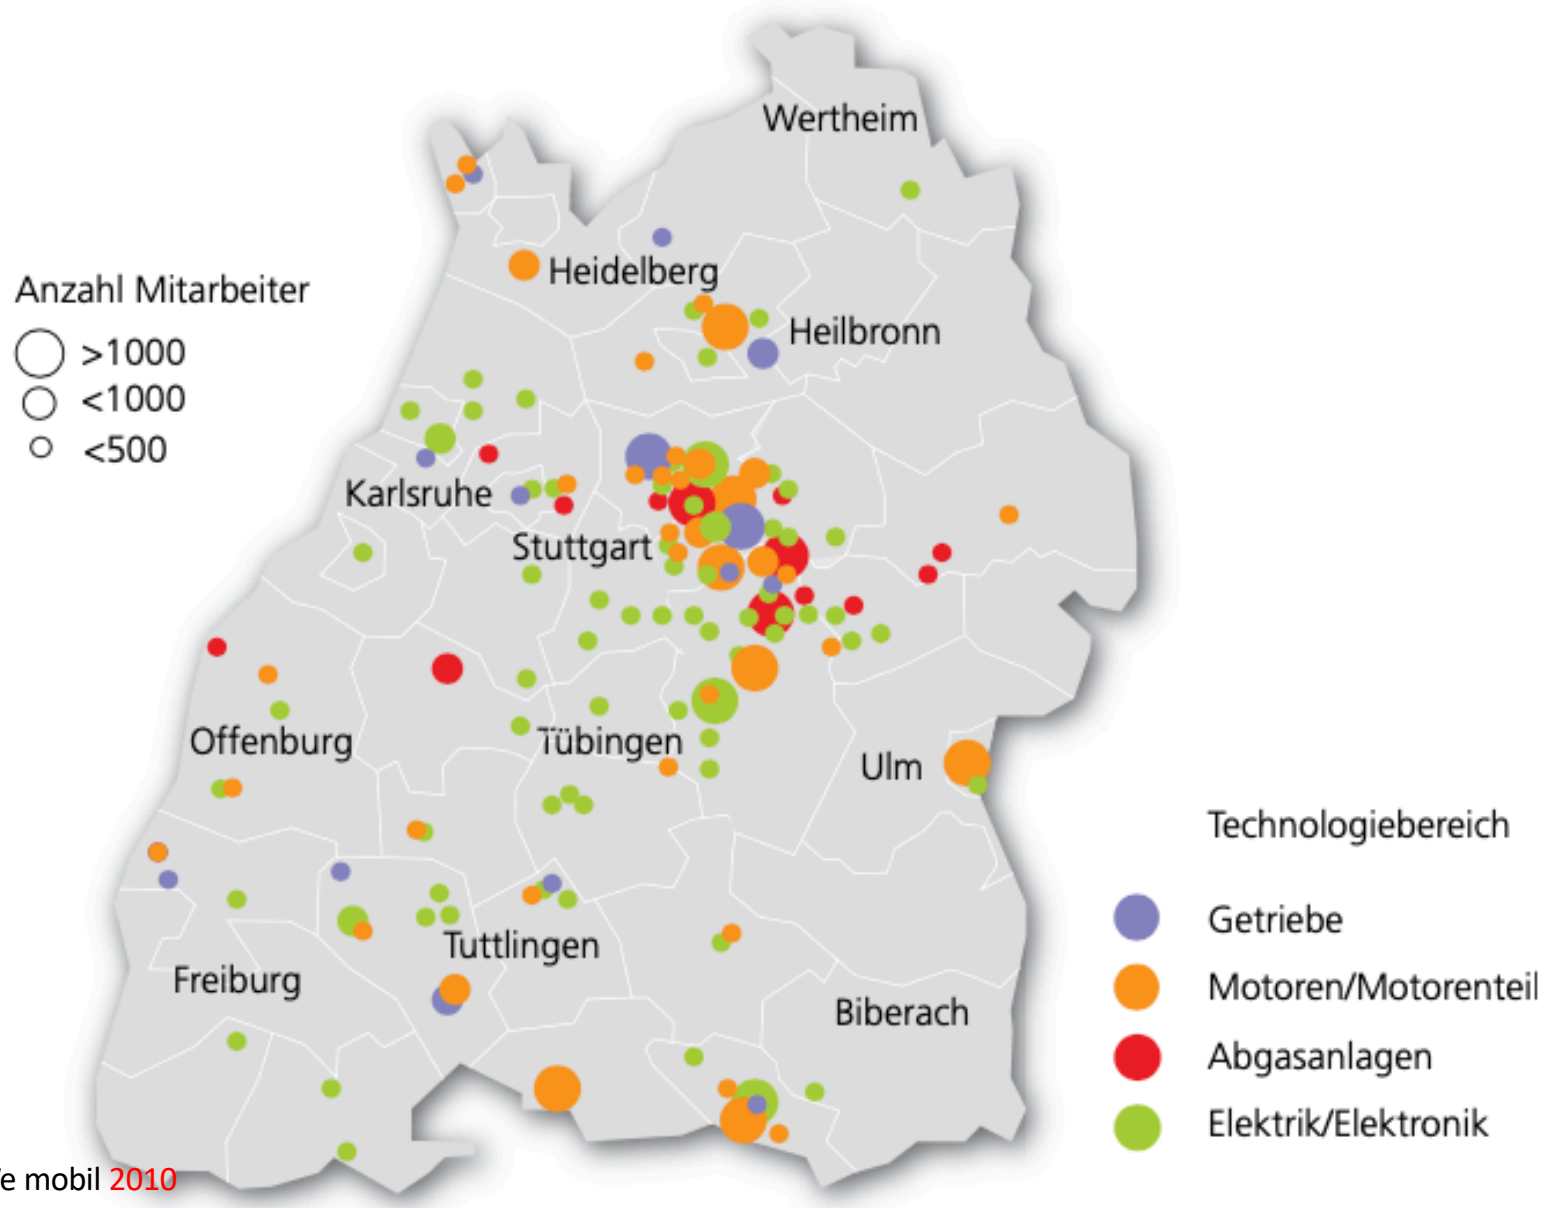 Wertheim
Heidelberg
Anzahl Mitarbeiter
>1000
<1000
<500
Heilbronn
Karlsruhe
Stuttgart
Offenburg
Tübingen
Ulm
Technologiebereich
Getriebe
Motoren/Motorenteil
Abgasanlagen
Elektrik/Elektronik
Tuttlingen
Freiburg
Biberach
e mobil 2010